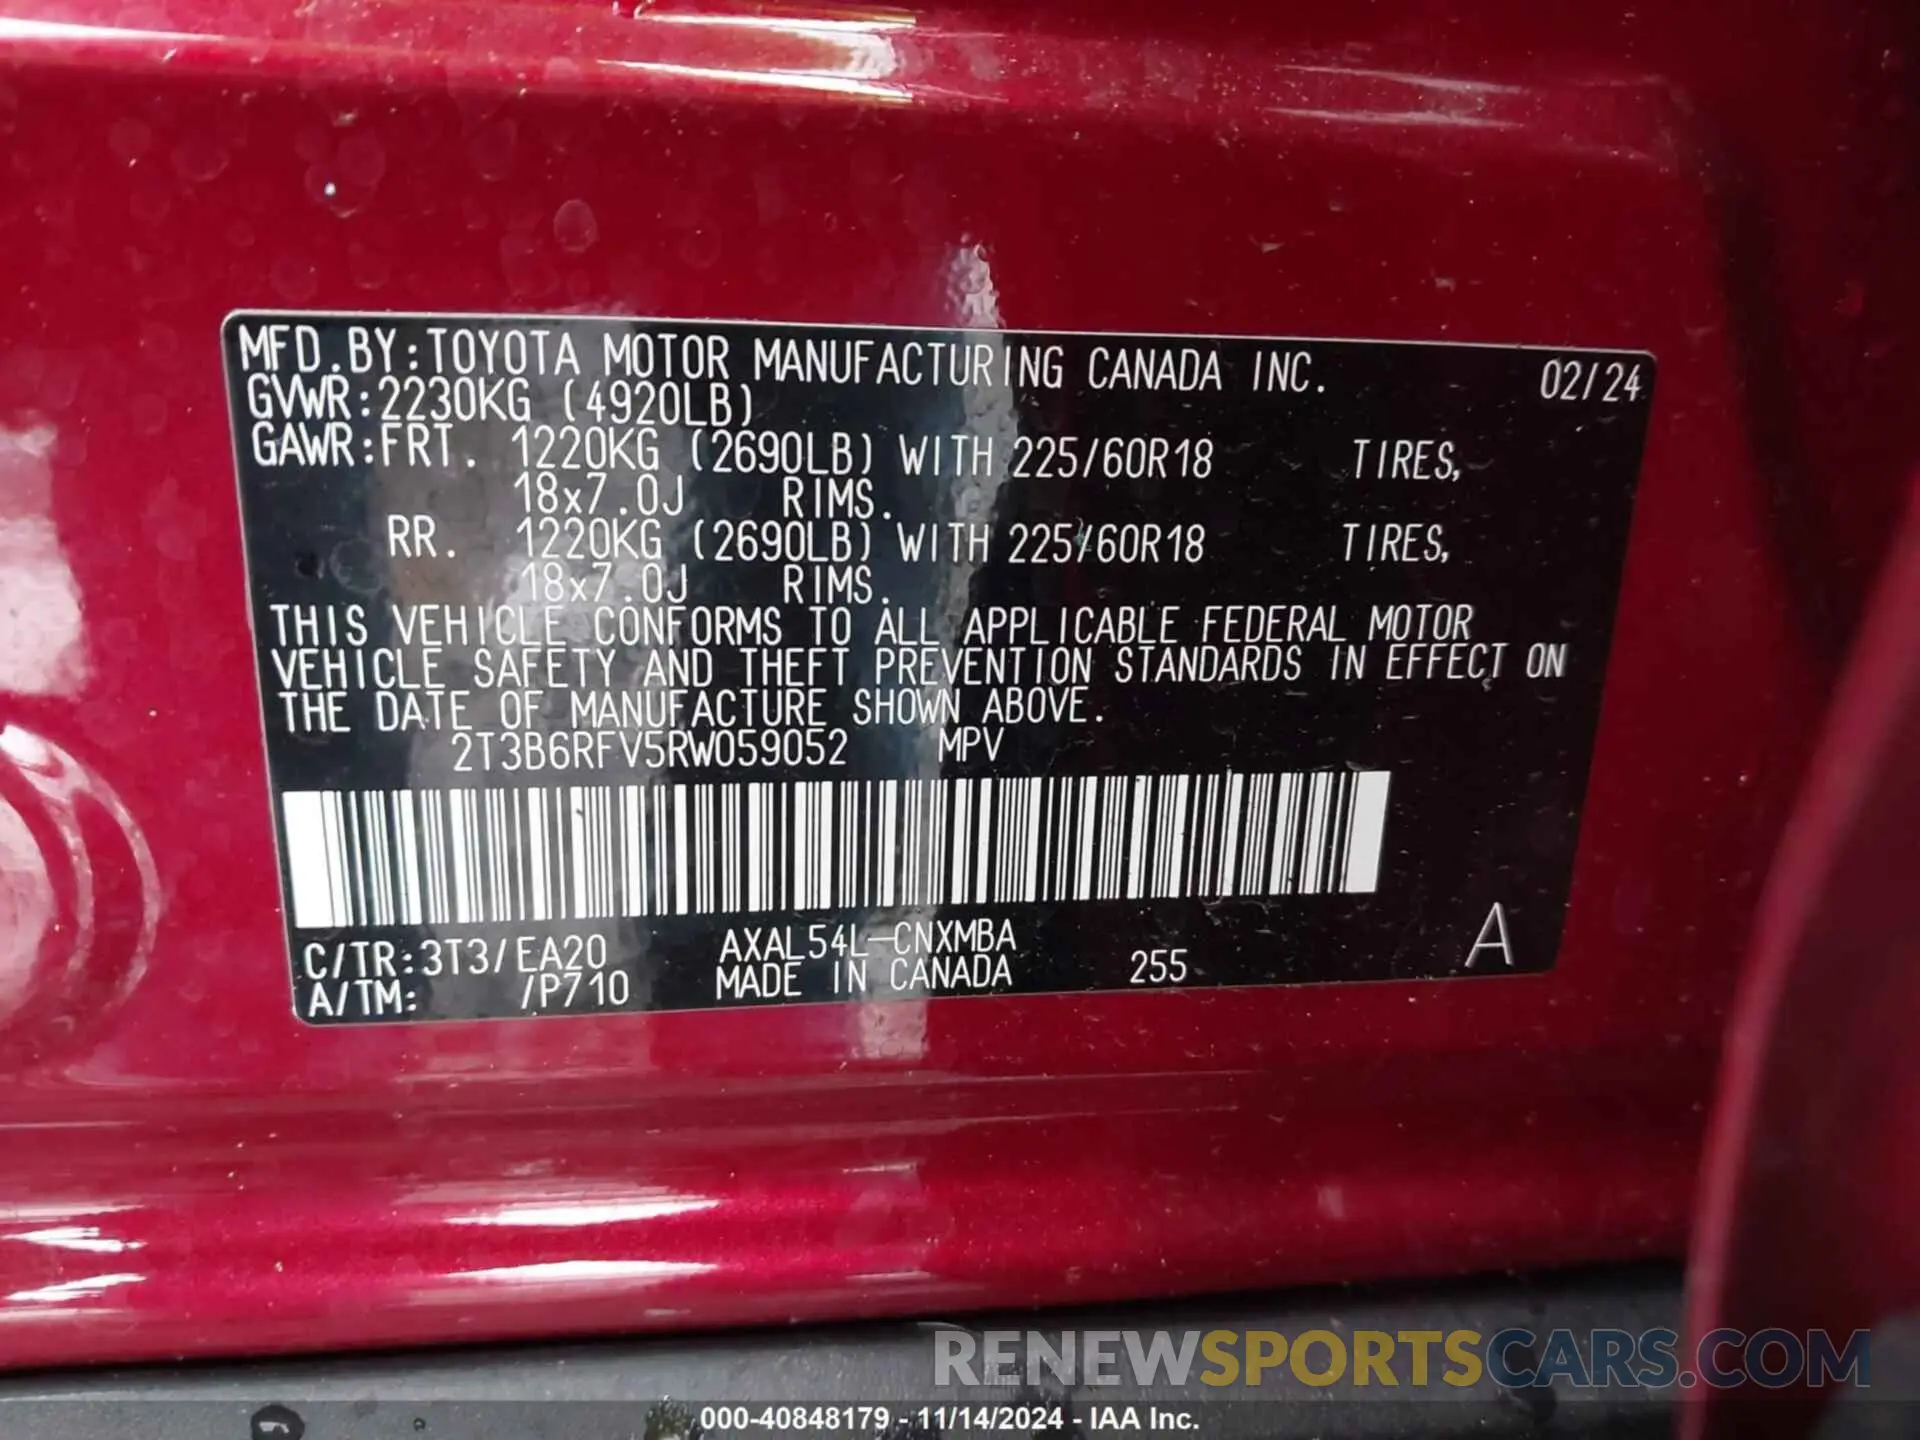 MFD.BY:TOYOTA MOTOR MANUFACTURING CANADA INC. 02/24
GVWR:2230KG (4920LB)
GAWR:FRT. 1220KG (2690LB) WITH 225/60R18 TIRES,
18x7.0J RIMS.
RR. 1220KG (2690LB) WITH 225/60R18 TIRES,
18x7.0J RIMS.
THIS VEHICLE CONFORMS TO ALL APPLICABLE FEDERAL MOTOR
VEHICLE SAFETY AND THEFT PREVENTION STANDARDS IN EFFECT ON
THE DATE OF MANUFACTURE SHOWN ABOVE.
2T3B6RFV5RW059052 MPV
C/TR:3T3/EA20 AXAL54L-CNXMBA
A/TM: /P710 MADE IN CANADA 255 A
RENEWSPORTSCARS.COM
000-40848179 - 11/14/2024 - IAA Inc.